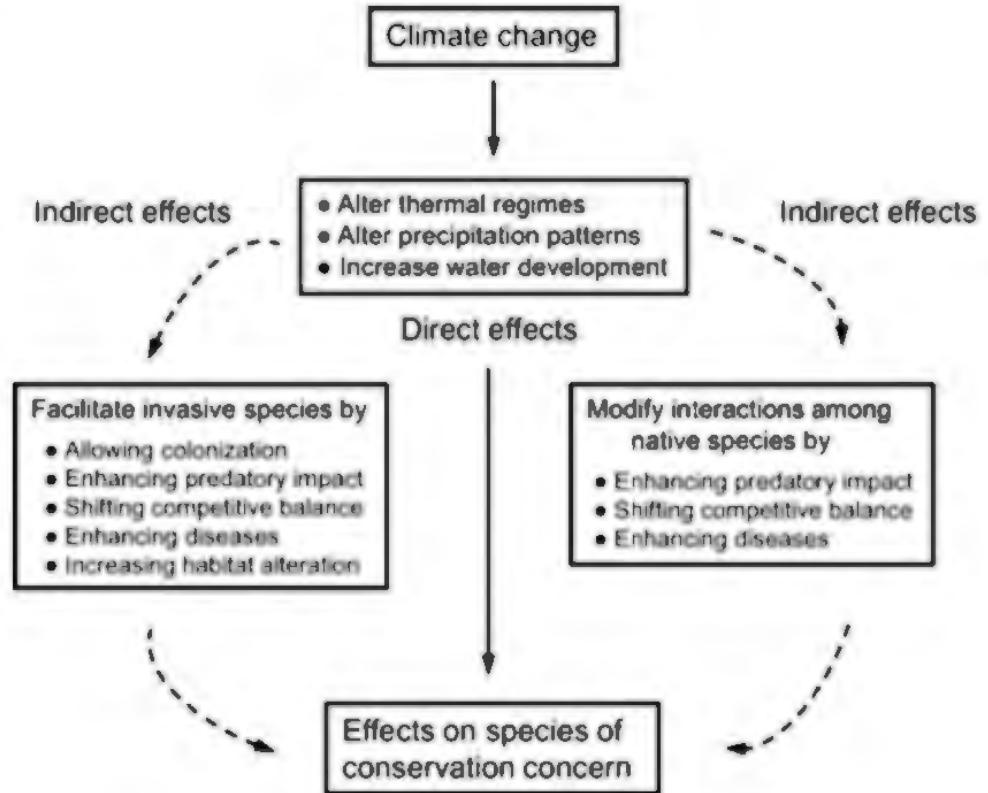 Climate change
Indirect effects
• Alter thermal regimes
• Alter precipitation patterns
• Increase water development
Indirect effects
Direct effects
Facilitate invasive species by
• Allowing colonization
• Enhancing predatory impact
• Shifting competitive balance
• Enhancing diseases
• Increasing habitat alteration
Modify interactions among
native species by
• Enhancing predatory impact
• Shifting competitive balance
• Enhancing diseases
Effects on species of
conservation concern